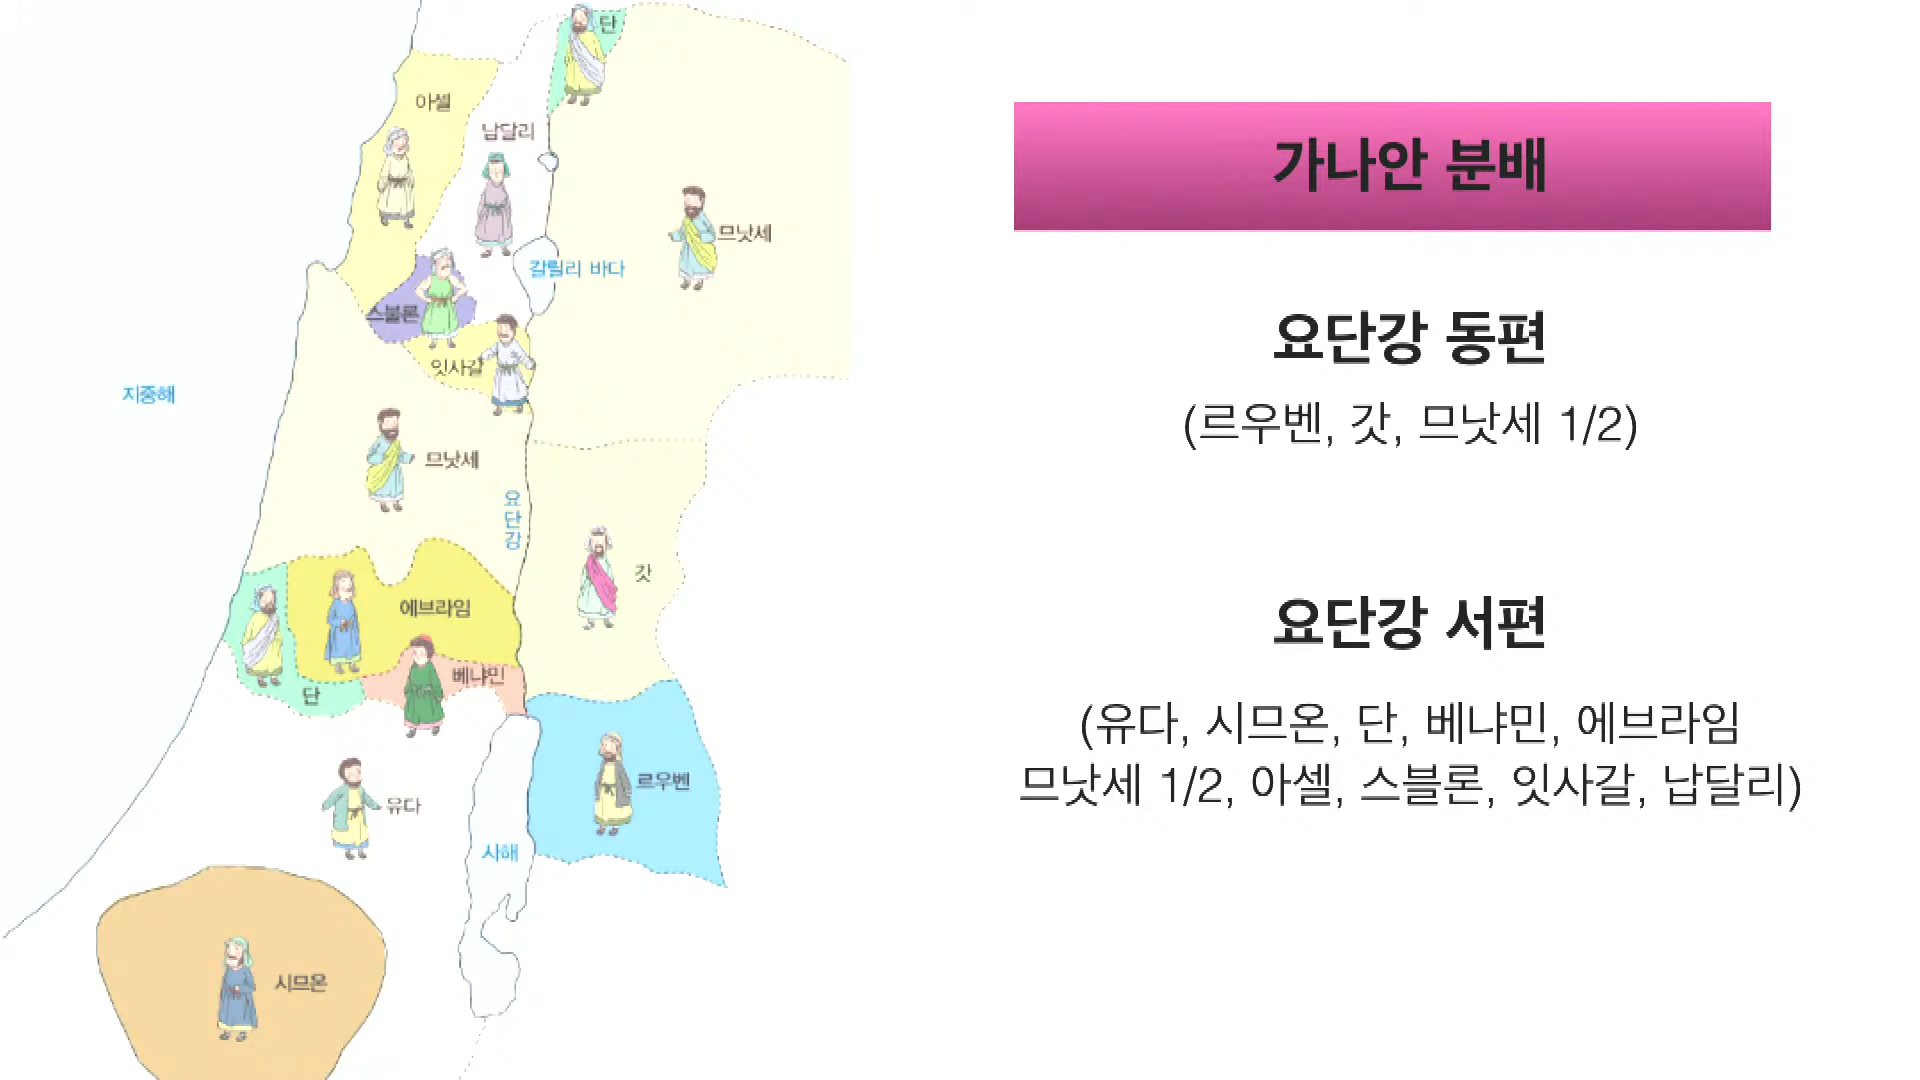 단
아셀
납달리
므낫세
갈릴리 바다
스불론
잇사갈
지중해
므낫세
요
단
강
갓
에브라임
베냐민
단
르우벤
유다
사해
시므온
가나안 분배
요단강 동편
(르우벤, 갓, 므낫세 1/2)
요단강 서편
(유다, 시므온, 단, 베냐민, 에브라임
므낫세 1/2, 아셀, 스블론, 잇사갈, 납달리)